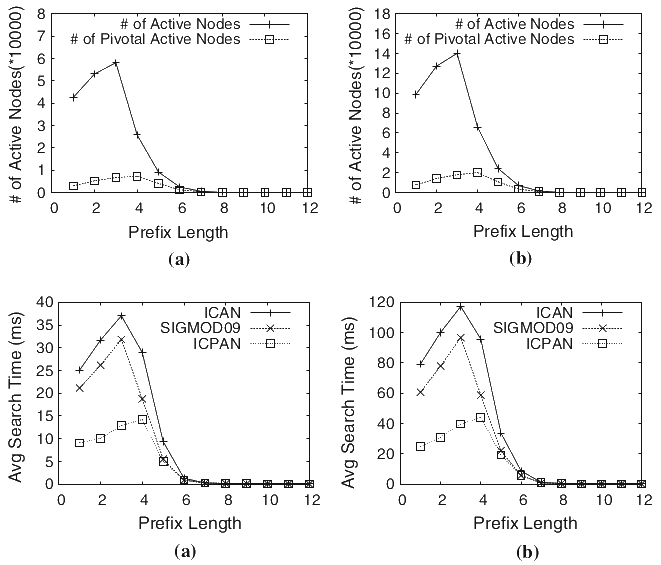 # of Active Nodes(*10000)
8
7
6
5
4
3
2
1
0
# of Active Nodes
# of Pivotal Active Nodes
0 2 4 6 8 10 12
Prefix Length
(a)
# of Active Nodes(*10000)
18
16
14
12
10
8
6
4
2
0
# of Active Nodes
# of Pivotal Active Nodes
0 2 4 6 8 10 12
Prefix Length
(b)
Avg Search Time (ms)
40
35
30
25
20
15
10
5
0
ICAN
SIGMOD09
ICPAN
0 2 4 6 8 10 12
Prefix Length
(a)
Avg Search Time (ms)
120
100
80
60
40
20
0
ICAN
SIGMOD09
ICPAN
0 2 4 6 8 10 12
Prefix Length
(b)